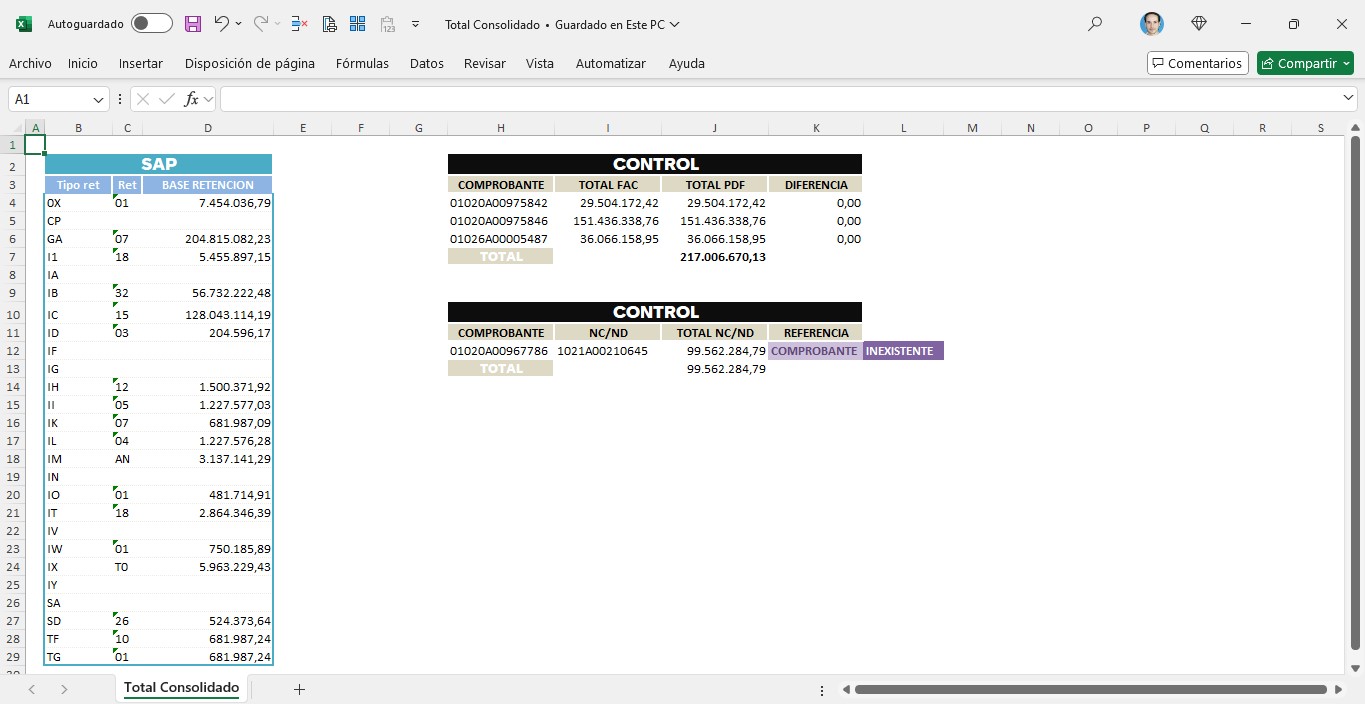 Autoguardado Total Consolidado • Guardado en Este PC
Archivo Inicio Insertar Disposición de página Fórmulas Datos Revisar Vista Automatizar Ayuda Comentarios Compartir
A1 fx
A B C D E F G H I J K L M N O P Q R S
1
2 SAP CONTROL
3 Tipo ret Ret BASE RETENCION COMPROBANTE TOTAL FAC TOTAL PDF DIFERENCIA
4 0X 01 7.454.036,79 01020A00975842 29.504.172,42 29.504.172,42 0,00
5 CP 01020A00975846 151.436.338,76 151.436.338,76 0,00
6 GA 07 204.815.082,23 01026A00005487 36.066.158,95 36.066.158,95 0,00
7 I1 18 5.455.897,15 TOTAL 217.006.670,13
8 IA
9 IB 32 56.732.222,48
10 IC 15 128.043.114,19 CONTROL
11 ID 03 204.596,17 COMPROBANTE NC/ND TOTAL NC/ND REFERENCIA
12 IF 01020A00967786 1021A00210645 99.562.284,79 COMPROBANTE INEXISTENTE
13 IG TOTAL 99.562.284,79
14 IH 12 1.500.371,92
15 II 05 1.227.577,03
16 IK 07 681.987,09
17 IL 04 1.227.576,28
18 IM AN 3.137.141,29
19 IN
20 IO 01 481.714,91
21 IT 18 2.864.346,39
22 IV
23 IW 01 750.185,89
24 IX T0 5.963.229,43
25 IY
26 SA
27 SD 26 524.373,64
28 TF 10 681.987,24
29 TG 01 681.987,24
Total Consolidado